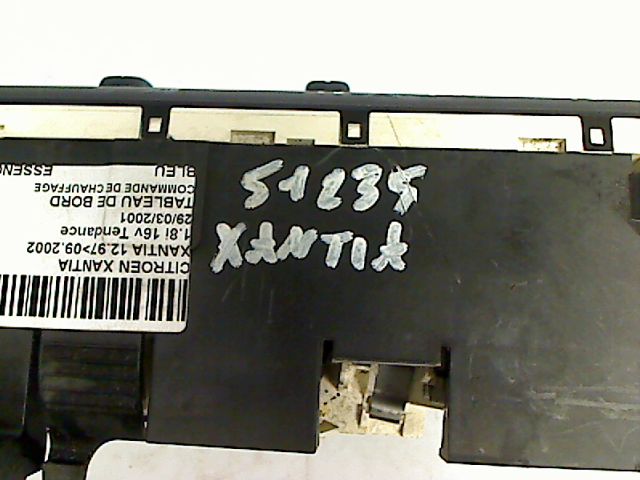 51235
XANTIA
CITROEN XANTIA
XANTIA 12.97>09.2002
1.8i 16v Tendance
29/03/2001
TABLEAU DE BORD
COMMANDE DE CHAUFFAGE
BLEU ESSENC